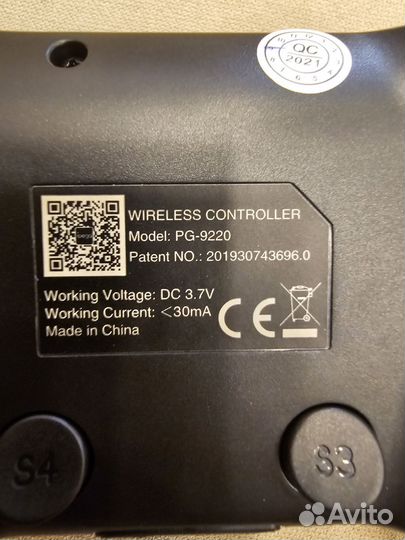 QC
2021
WIRELESS CONTROLLER
Model: PG-9220
Patent NO.: 201930743696.0
Working Voltage: DC 3.7V
Working Current: <30mA
Made in China
CE
S4
S3
Avito